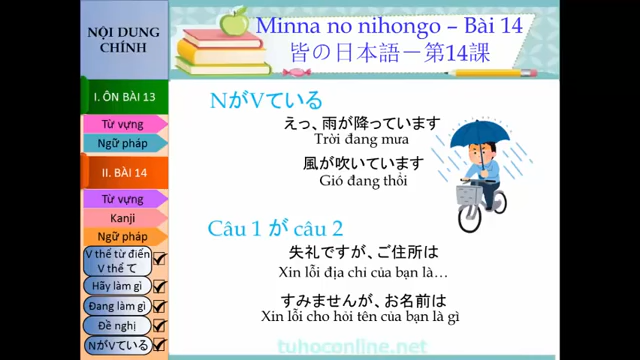 NỘI DUNG
CHÍNH
I. ÔN BÀI 13
Từ vựng
Ngữ pháp
II. BÀI 14
Từ vựng
Kanji
Ngữ pháp
V thể từ điển
V thể て
Hãy làm gì
Đang làm gì
Đề nghị
NがVている
Minna no nihongo – Bài 14
皆の日本語－第14課
NがVている
えっ、雨が降っています
Trời đang mưa
風が吹いています
Gió đang thổi
Câu 1 が câu 2
失礼ですが、ご住所は
Xin lỗi địa chỉ của bạn là…
すみませんが、お名前は
Xin lỗi cho hỏi tên của bạn là gì
tuhoconline.net